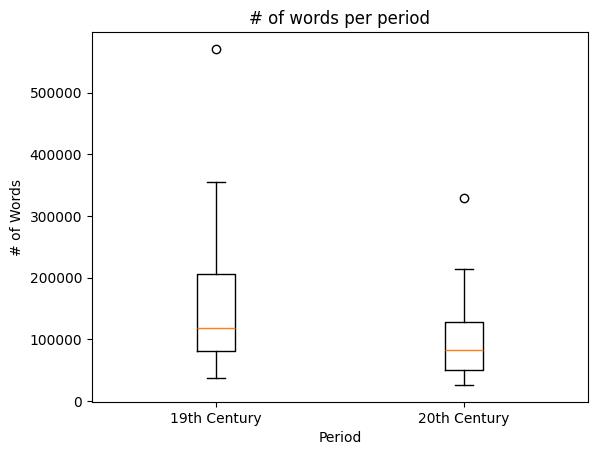 # of words per period
500000
400000
300000
200000
100000
0
# of Words
19th Century
20th Century
Period